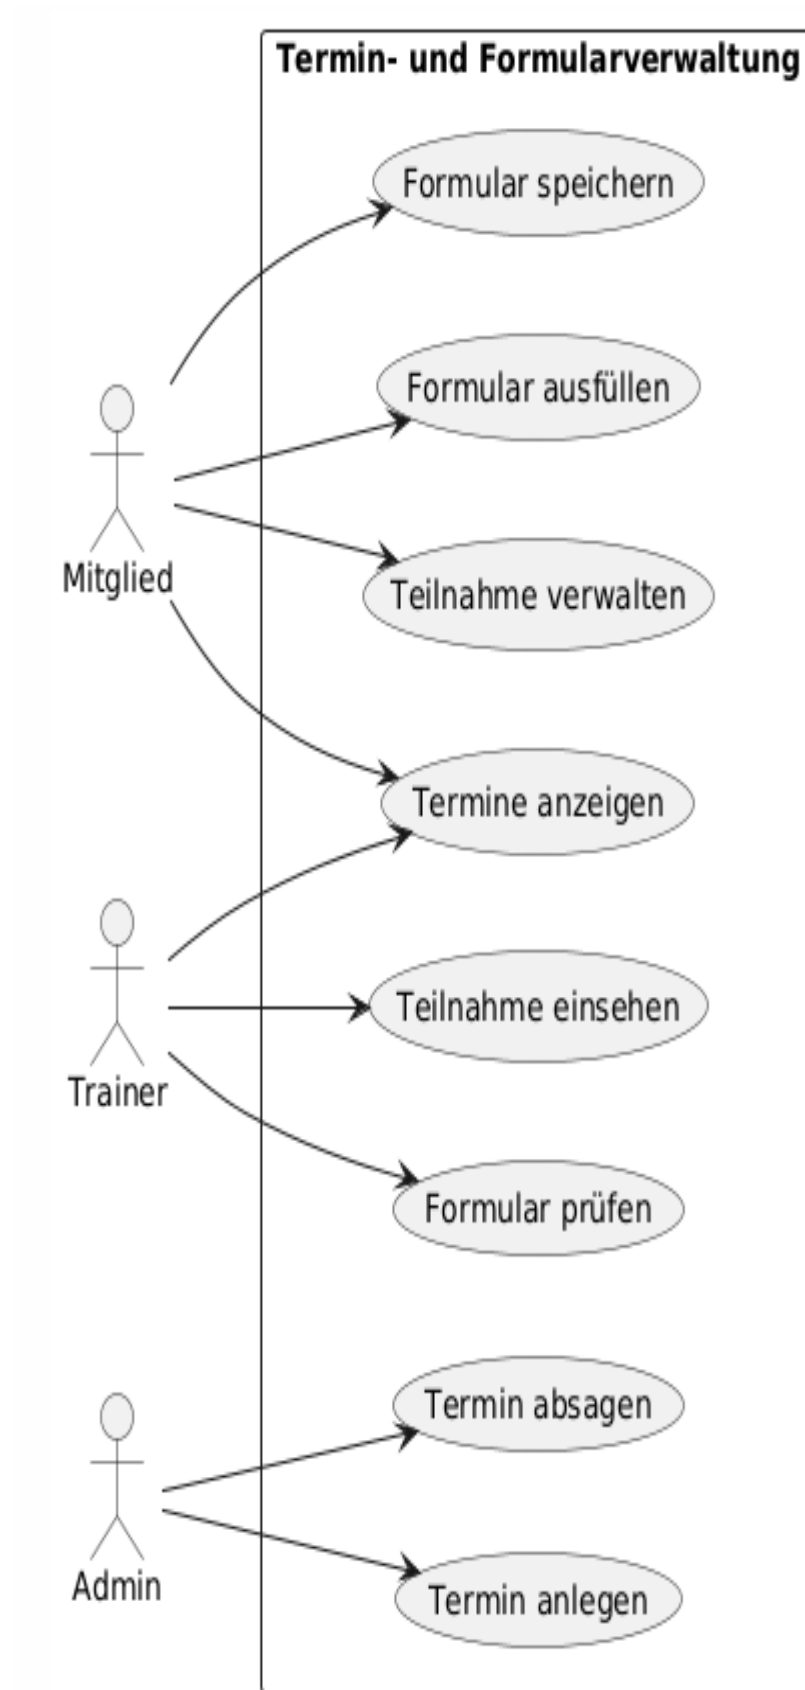 Termin- und Formularverwaltung
Formular speichern
Formular ausfüllen
Mitglied
Teilnahme verwalten
Termine anzeigen
Teilnahme einsehen
Trainer
Formular prüfen
Termin absagen
Admin
Termin anlegen